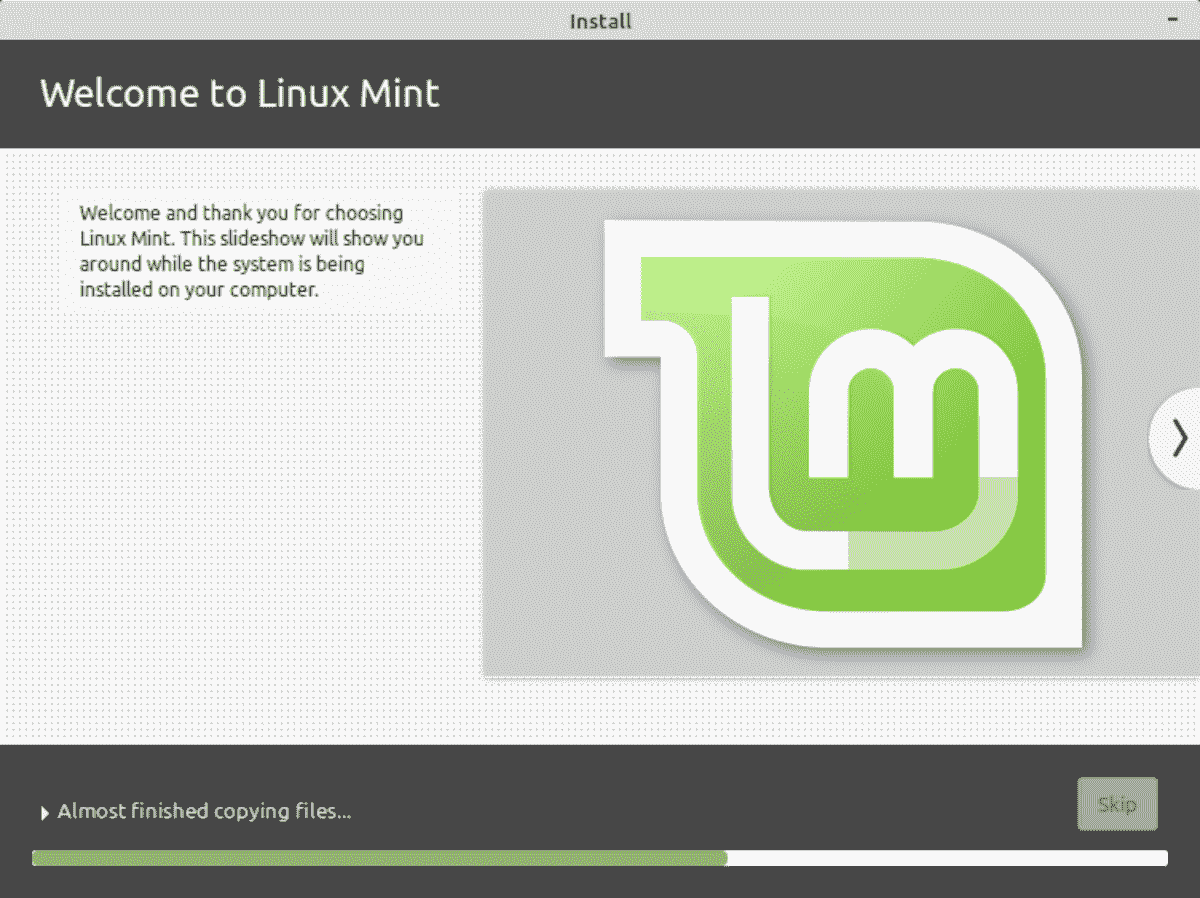 Install
Welcome to Linux Mint
Welcome and thank you for choosing
Linux Mint. This slideshow will show you
around while the system is being
installed on your computer.
lm
Almost finished copying files...
Skip